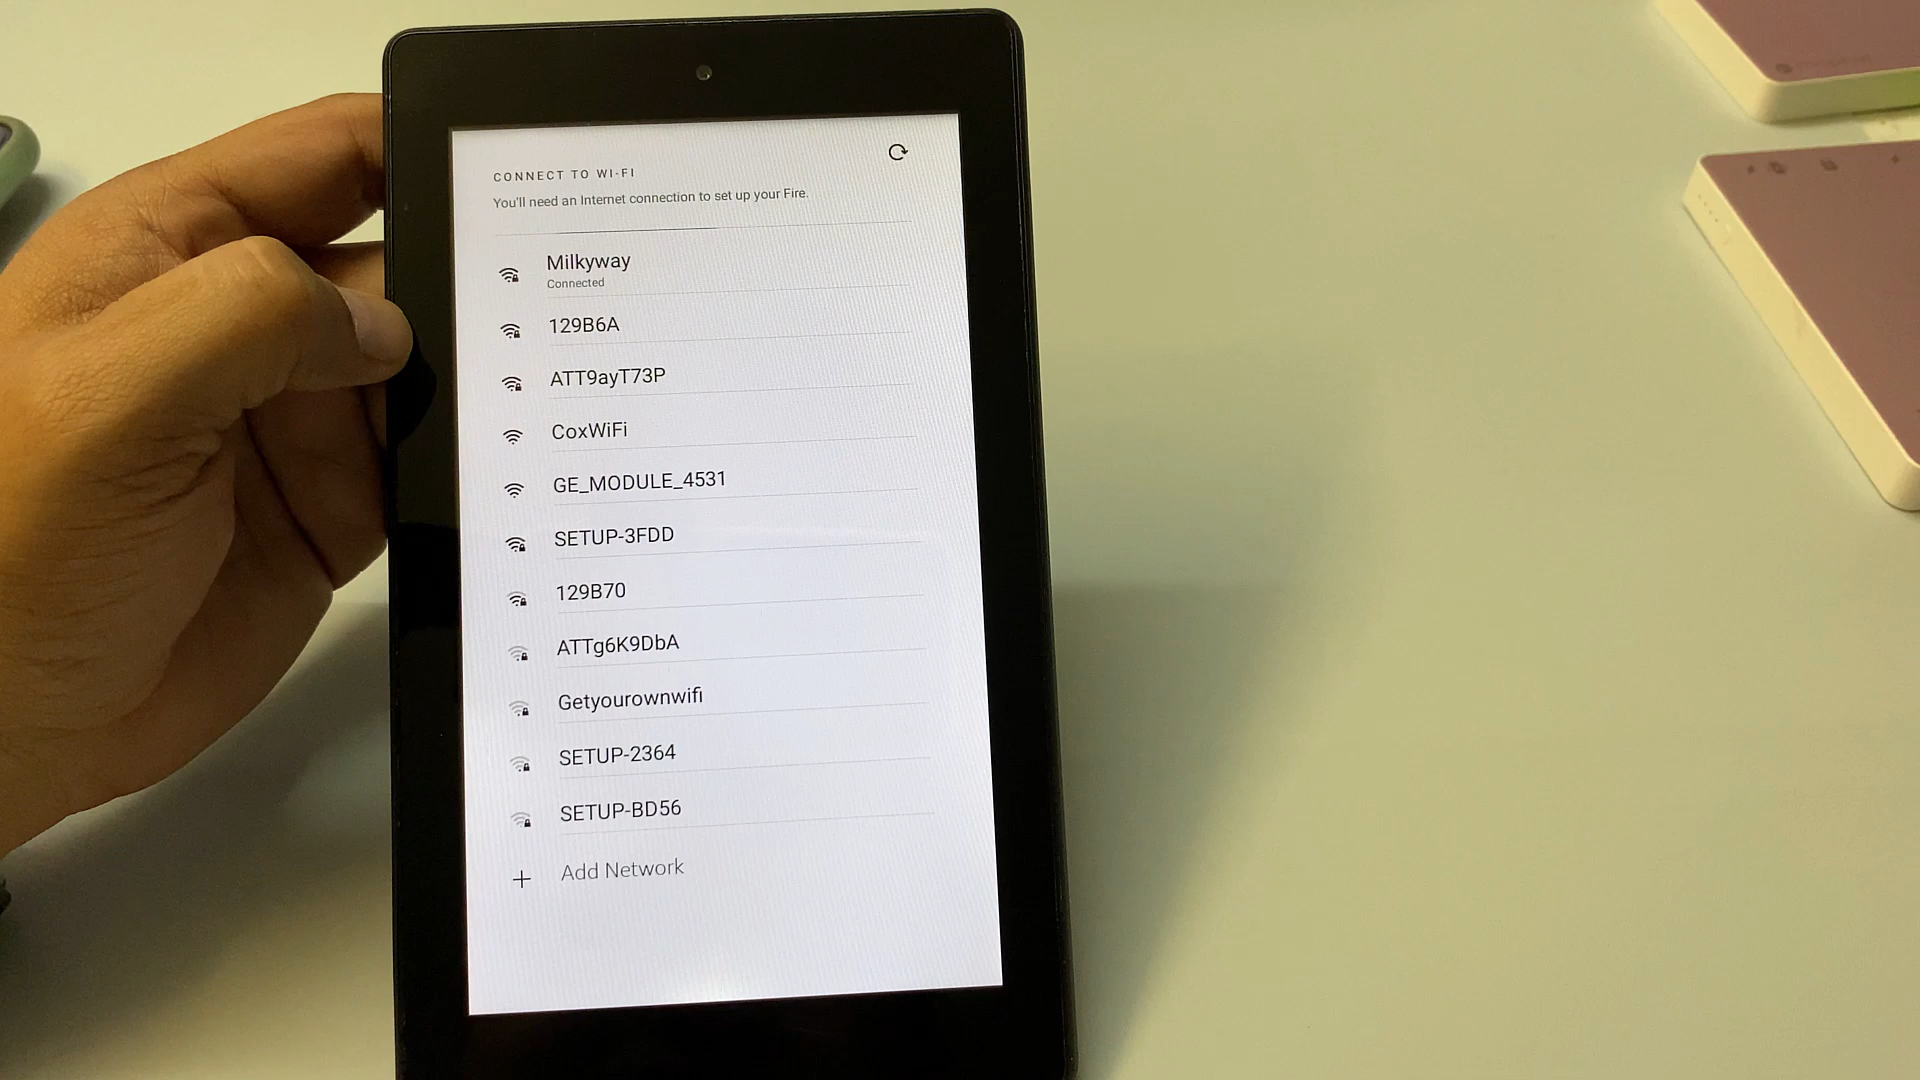 CONNECT TO WI-FI
You'll need an Internet connection to set up your Fire.
Milkyway
Connected
129B6A
ATT9ayT73P
CoxWiFi
GE_MODULE_4531
SETUP-3FDD
129B70
ATTg6K9DbA
Getyourownwifi
SETUP-2364
SETUP-BD56
Add Network